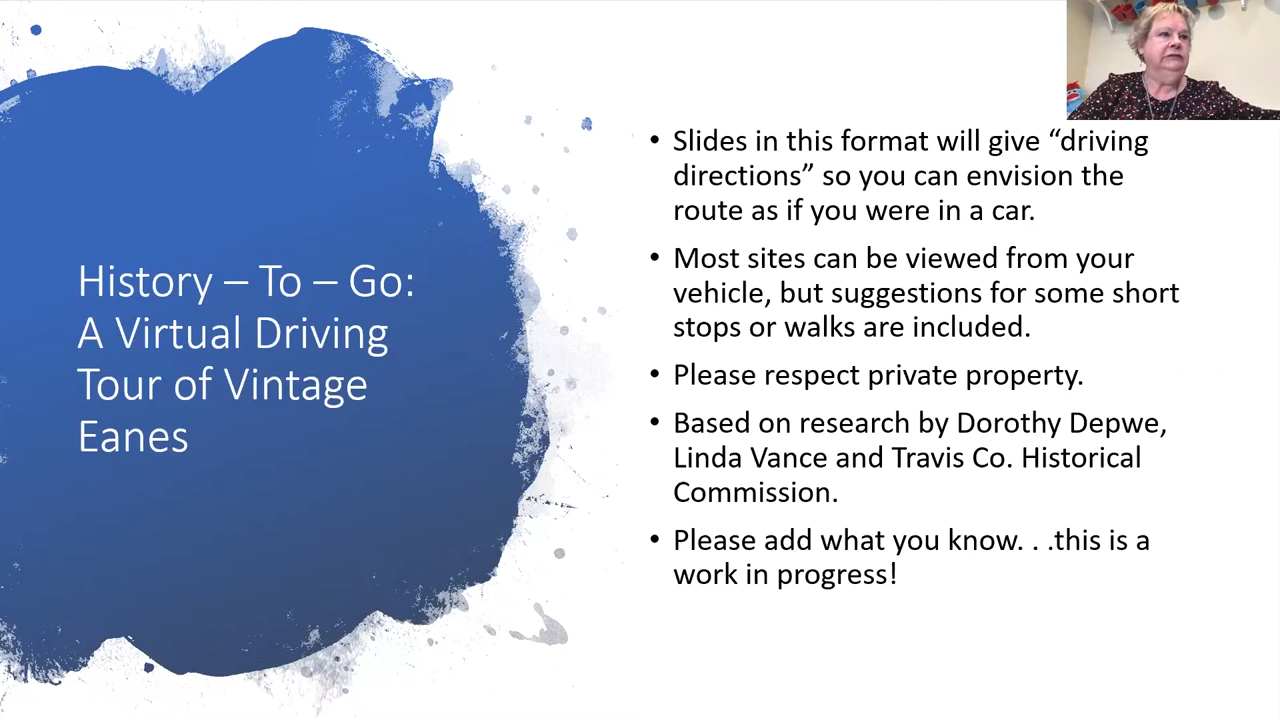 History – To – Go:
A Virtual Driving
Tour of Vintage
Eanes
• Slides in this format will give “driving
directions” so you can envision the
route as if you were in a car.
• Most sites can be viewed from your
vehicle, but suggestions for some short
stops or walks are included.
• Please respect private property.
• Based on research by Dorothy Depwe,
Linda Vance and Travis Co. Historical
Commission.
• Please add what you know. . .this is a
work in progress!